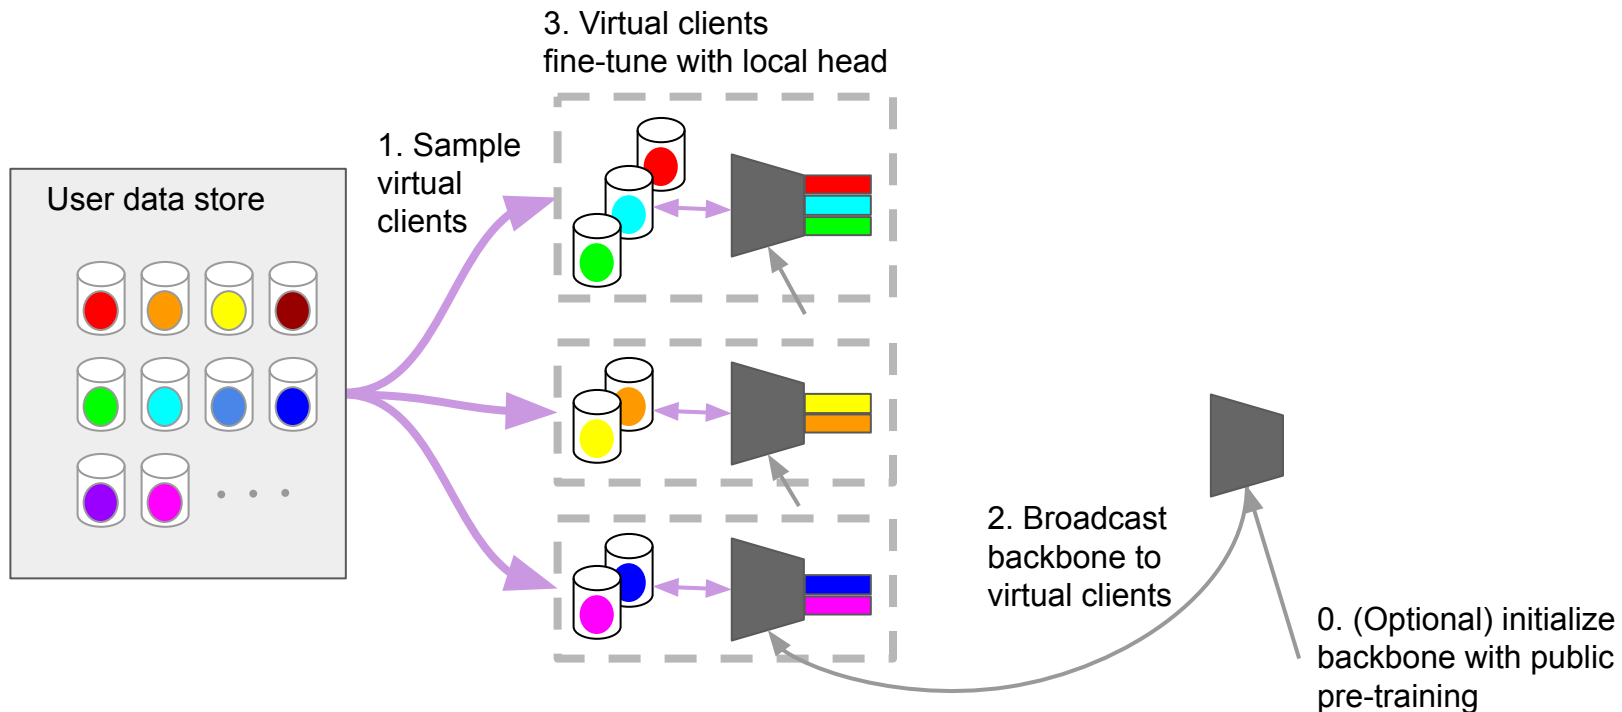 3. Virtual clients
fine-tune with local head
1. Sample
virtual
clients
User data store
2. Broadcast
backbone to
virtual clients
0. (Optional) initialize
backbone with public
pre-training